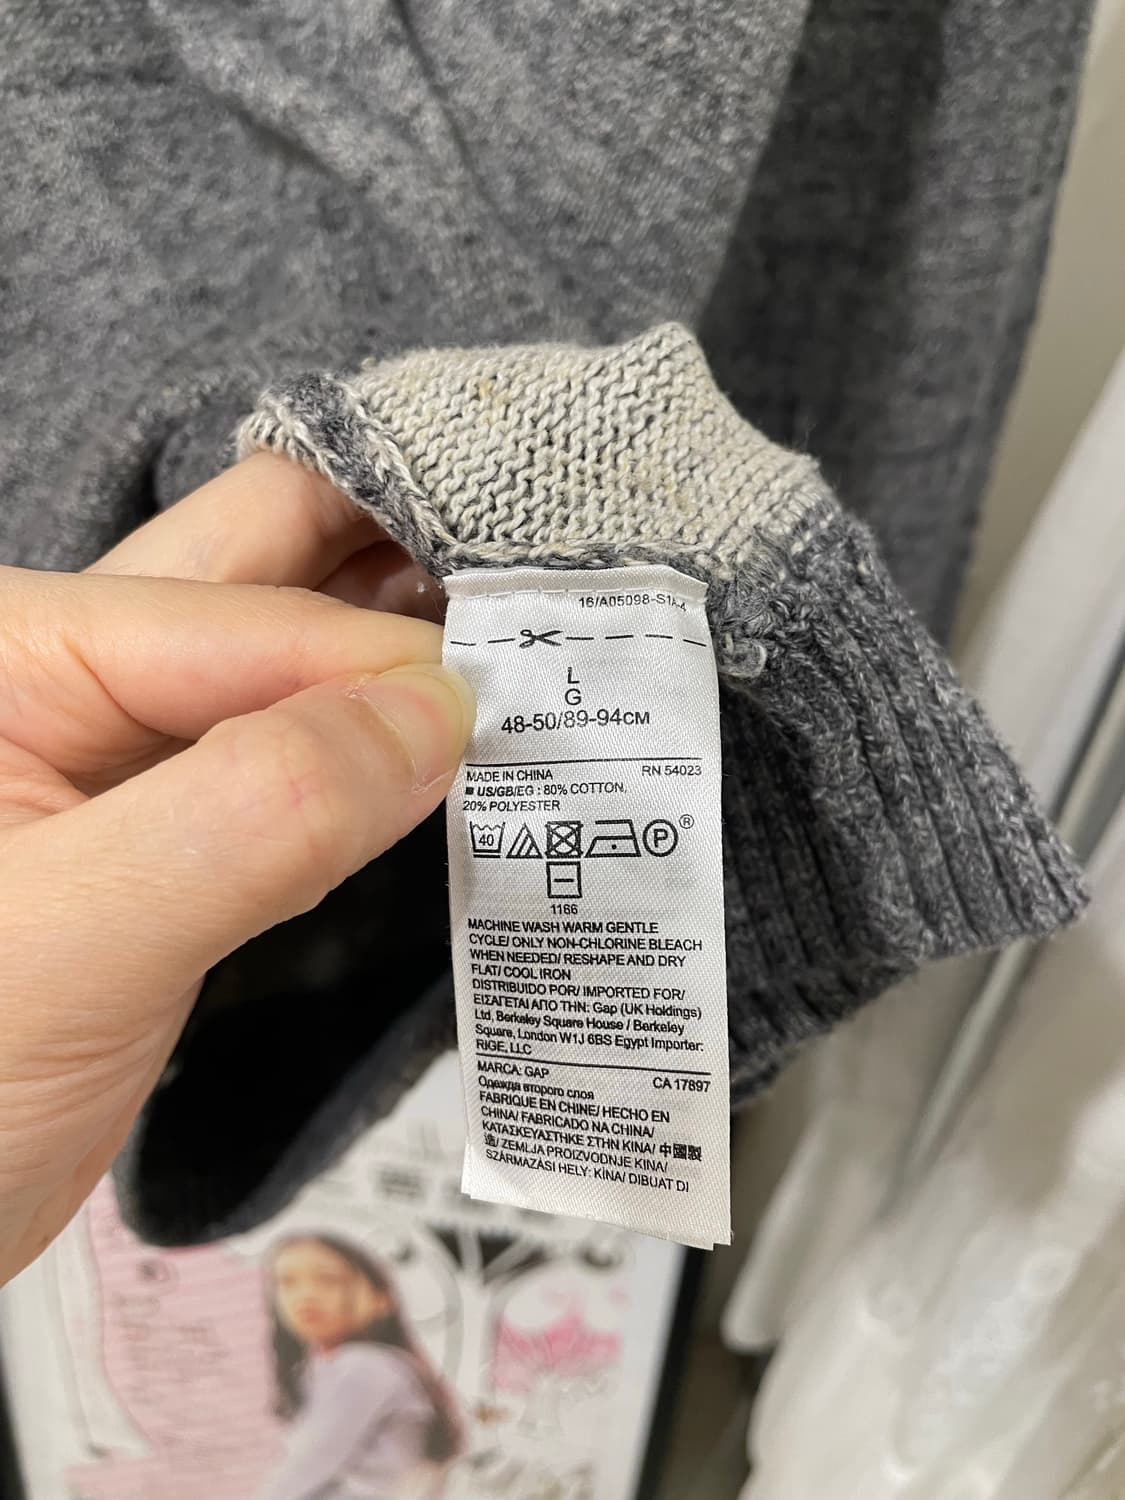 16/A05098-S1A-4
L
G
48-50/89-94CM
MADE IN CHINA RN 54023
US/GB/EG : 80% COTTON,
20% POLYESTER
40
P
®
1166
MACHINE WASH WARM GENTLE
CYCLE/ ONLY NON-CHLORINE BLEACH
WHEN NEEDED/ RESHAPE AND DRY
FLAT/ COOL IRON
DISTRIBUIDO POR/ IMPORTED FOR/
ΕΙΣΑΓΕΤΑΙ ΑΠΟ ΤΗΝ: Gap (UK Holdings)
Ltd, Berkeley Square House / Berkeley
Square, London W1J 6BS Egypt Importer:
RIGE, LLC
MARCA: GAP CA 17897
Одежда второго слоя
FABRIQUE EN CHINE/ HECHO EN
CHINA/ FABRICADO NA CHINA/
ΚΑΤΑΣΚΕΥΑΣΤΗΚΕ ΣΤΗΝ ΚΙΝΑ/ 中國製
造/ ZEMLJA PROIZVODNJE KINA/
SZÁRMAZÁSI HELY: KÍNA/ DIBUAT DI